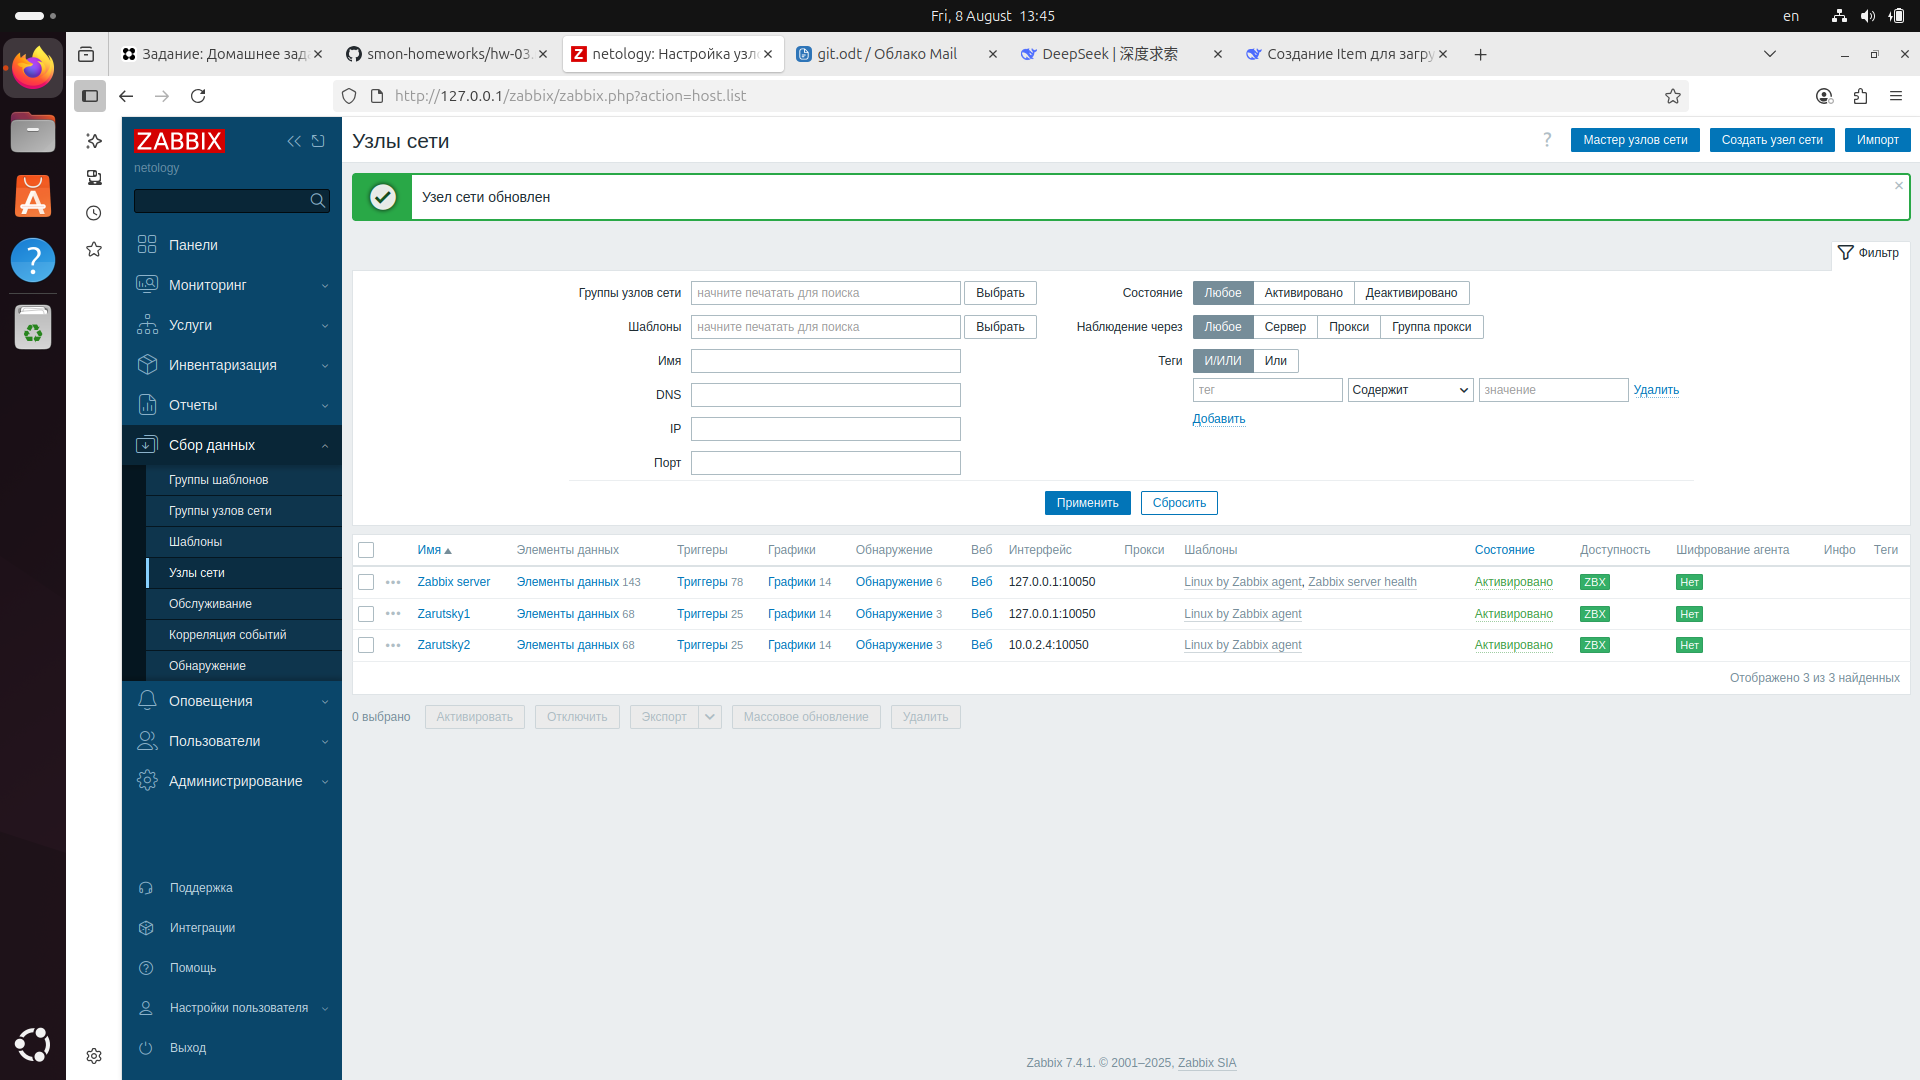 Fri, 8 August 13:45
en
Задание: Домашнее зад
smon-homeworks/hw-03.
netology: Настройка узл
git.odt / Облако Mail
DeepSeek | 深度求索
Создание Item для загру
http://127.0.0.1/zabbix/zabbix.php?action=host.list
ZABBIX
netology
Панели
Мониторинг
Услуги
Инвентаризация
Отчеты
Сбор данных
Группы шаблонов
Группы узлов сети
Шаблоны
Узлы сети
Обслуживание
Корреляция событий
Обнаружение
Оповещения
Пользователи
Администрирование
Поддержка
Интеграции
Помощь
Настройки пользователя
Выход
Узлы сети
? Мастер узлов сети Создать узел сети Импорт
Узел сети обновлен
Фильтр
Группы узлов сети начните печатать для поиска Выбрать
Шаблоны начните печатать для поиска Выбрать
Имя
DNS
IP
Порт
Состояние Любое Активировано Деактивировано
Наблюдение через Любое Сервер Прокси Группа прокси
Теги И/ИЛИ Или
тег Содержит значение Удалить
Добавить
Применить Сбросить
Имя Элементы данных Триггеры Графики Обнаружение Веб Интерфейс Прокси Шаблоны Состояние Доступность Шифрование агента Инфо Теги
Zabbix server Элементы данных 143 Триггеры 78 Графики 14 Обнаружение 6 Веб 127.0.0.1:10050 Linux by Zabbix agent, Zabbix server health Активировано ZBX Нет
Zarutsky1 Элементы данных 68 Триггеры 25 Графики 14 Обнаружение 3 Веб 127.0.0.1:10050 Linux by Zabbix agent Активировано ZBX Нет
Zarutsky2 Элементы данных 68 Триггеры 25 Графики 14 Обнаружение 3 Веб 10.0.2.4:10050 Linux by Zabbix agent Активировано ZBX Нет
Отображено 3 из 3 найденных
0 выбрано Активировать Отключить Экспорт Массовое обновление Удалить
Zabbix 7.4.1. © 2001–2025, Zabbix SIA